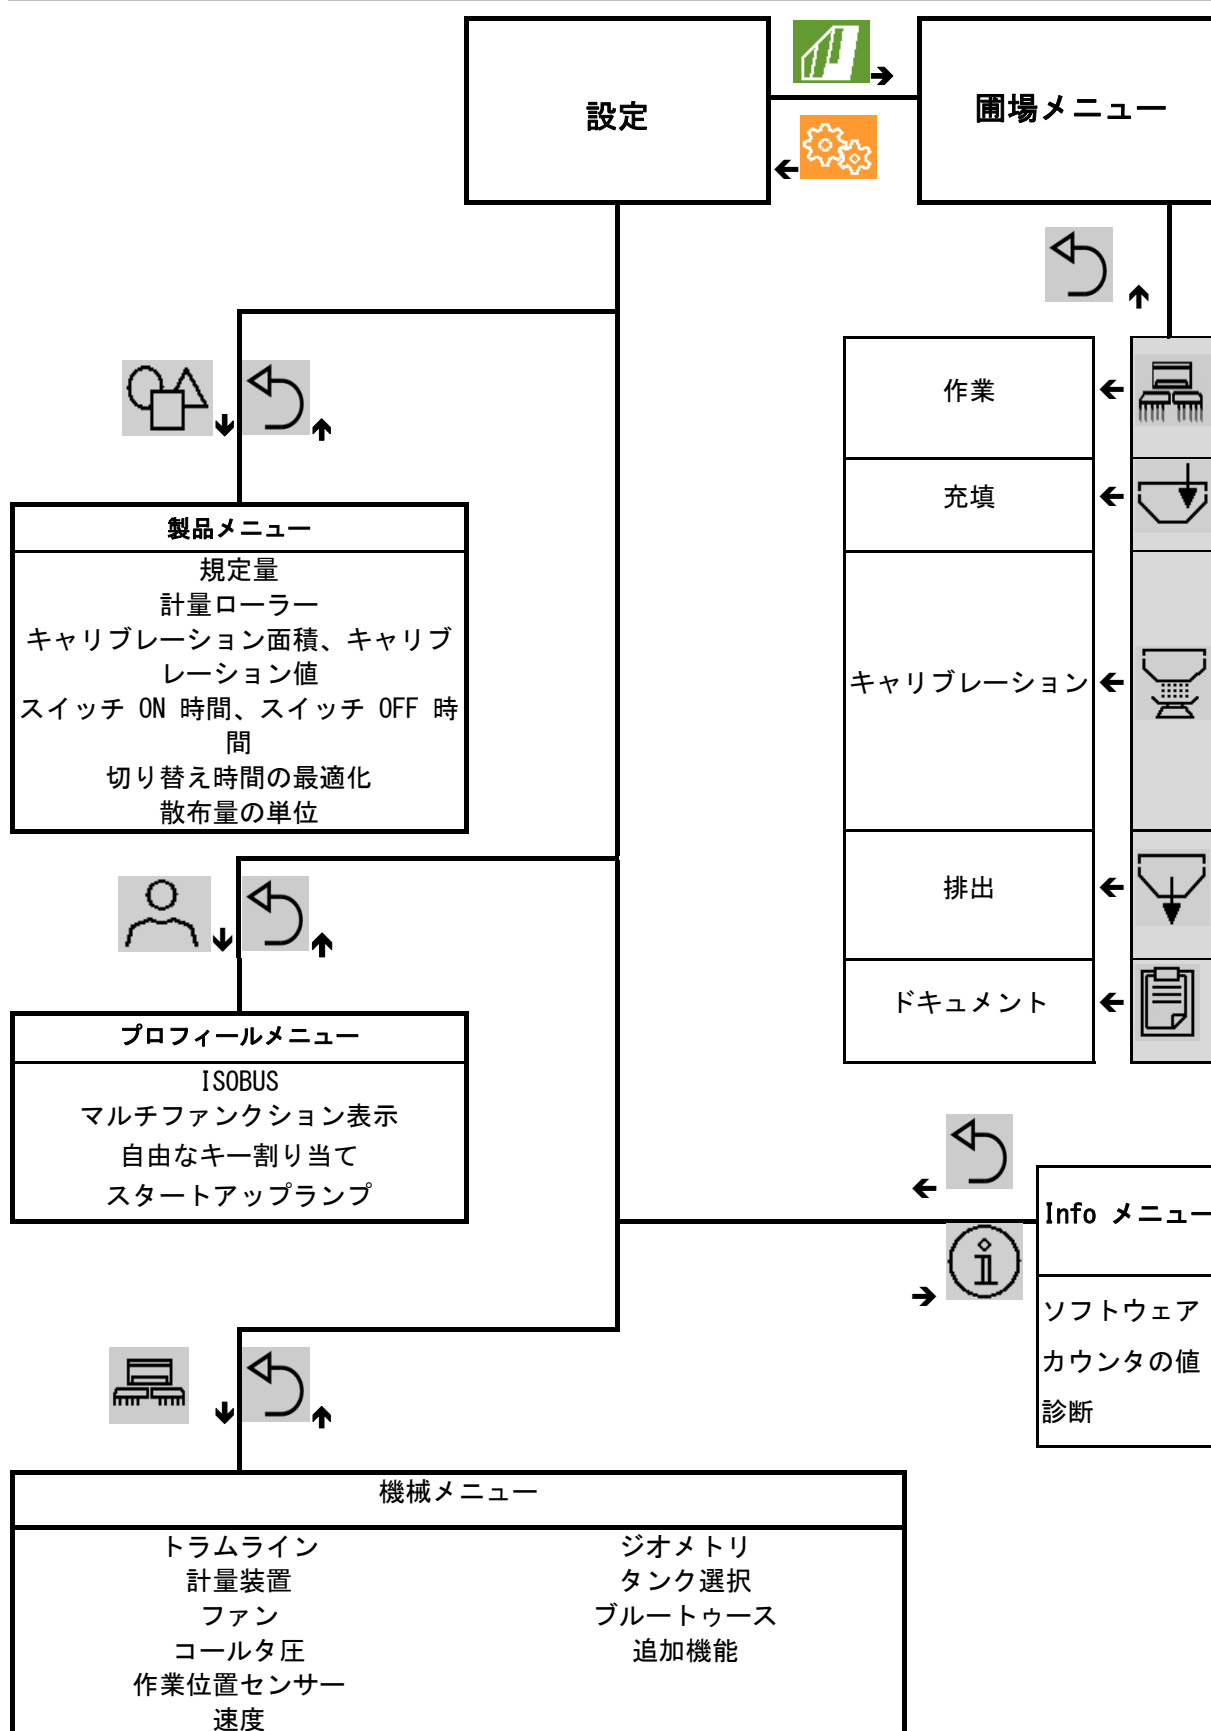 設定
圃場メニュー
作業
充填
キャリブレーション
排出
ドキュメント
製品メニュー
規定量
計量ローラー
キャリブレーション面積、キャリブ
レーション値
スイッチ ON 時間、スイッチ OFF 時
間
切り替え時間の最適化
散布量の単位
プロフィールメニュー
ISOBUS
マルチファンクション表示
自由なキー割り当て
スタートアップランプ
Info メニュー
ソフトウェア
カウンタの値
診断
機械メニュー
トラムライン
計量装置
ファン
コールタ圧
作業位置センサー
速度
ジオメトリ
タンク選択
ブルートゥース
追加機能